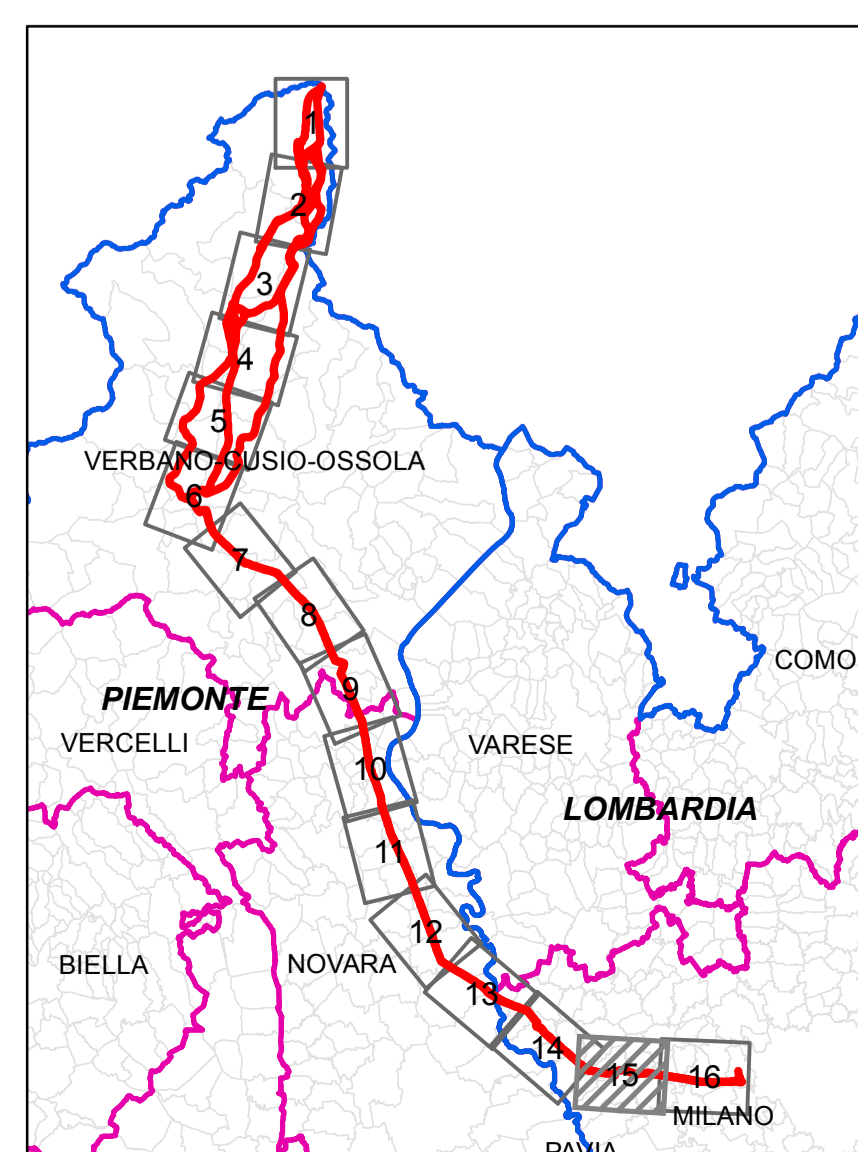 1
2
3
4
5
VERBANO-CUSIO-OSSOLA
6
7
8
COMO
9
PIEMONTE
VERCELLI
VARESE
10
LOMBARDIA
11
12
BIELLA
NOVARA
13
14
15
16
MILANO
PAVIA